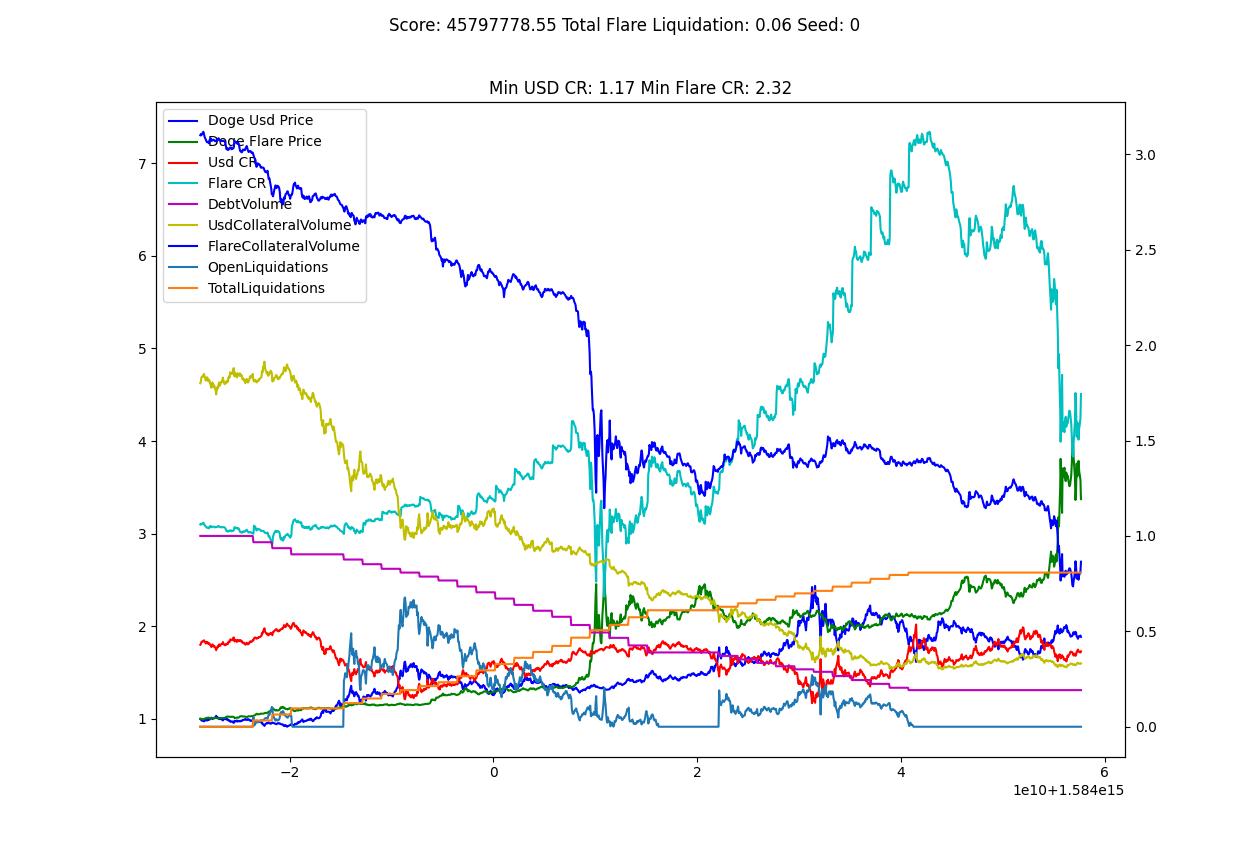 Score: 45797778.55 Total Flare Liquidation: 0.06 Seed: 0
Min USD CR: 1.17 Min Flare CR: 2.32
Doge Usd Price
Doge Flare Price
Usd CR
Flare CR
DebtVolume
UsdCollateralVolume
FlareCollateralVolume
OpenLiquidations
TotalLiquidations
7
6
5
4
3
2
1
3.0
2.5
2.0
1.5
1.0
0.5
0.0
−2
0
2
4
6
1e10+1.584e15